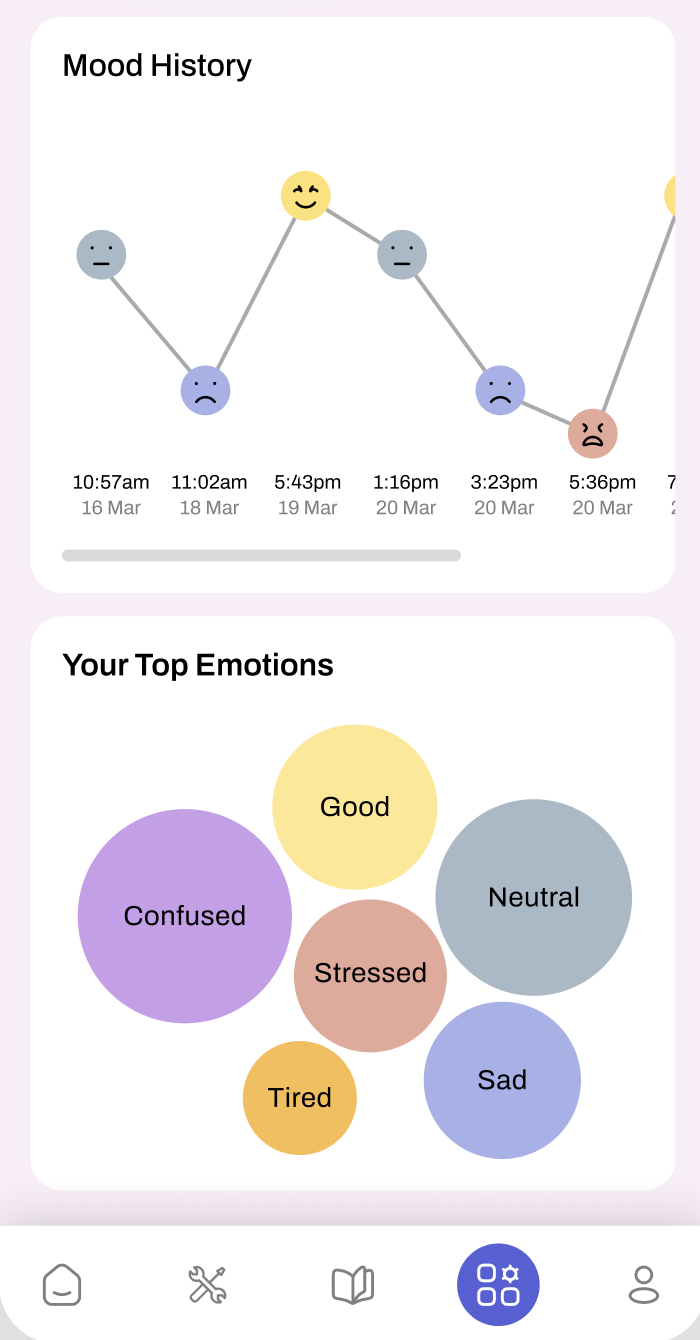 Mood History
10:57am 11:02am 5:43pm 1:16pm 3:23pm 5:36pm
16 Mar 18 Mar 19 Mar 20 Mar 20 Mar 20 Mar
Your Top Emotions
Good
Neutral
Confused
Stressed
Sad
Tired